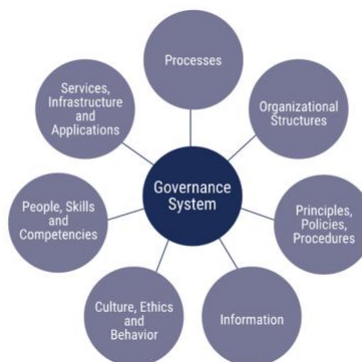 Processes
Organizational
Structures
Principles,
Policies,
Procedures
Information
Culture, Ethics
and
Behavior
People, Skills
and
Competencies
Services,
Infrastructure
and
Applications
Governance
System